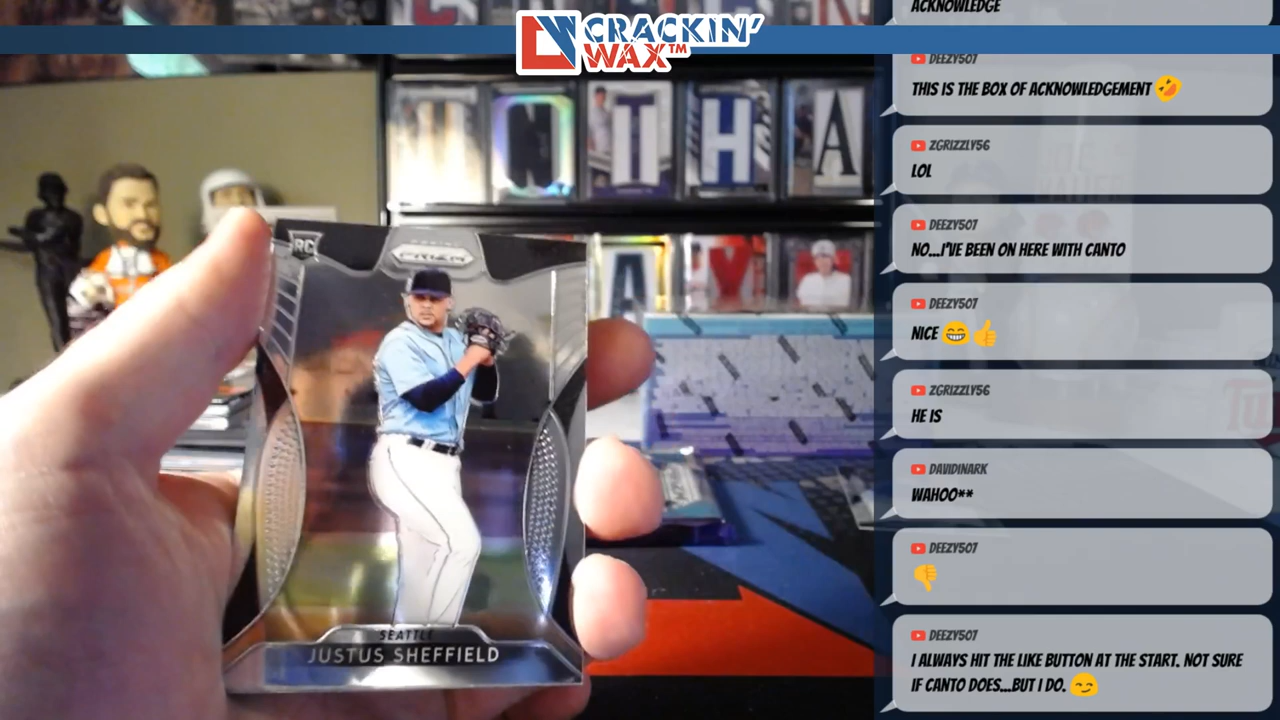 CRACKIN'
WAX™
RC
PANINI
PRIZM
SEATTLE
JUSTUS SHEFFIELD
N
T
H
A
A
ACKNOWLEDGE
DEEZY507
THIS IS THE BOX OF ACKNOWLEDGEMENT 🤣
ZGRIZZLY56
LOL
DEEZY507
NO...I'VE BEEN ON HERE WITH CANTO
DEEZY507
NICE 😁👍
ZGRIZZLY56
HE IS
DAVIDINARK
WAHOO**
DEEZY507
👎
DEEZY507
I ALWAYS HIT THE LIKE BUTTON AT THE START. NOT SURE
IF CANTO DOES...BUT I DO. 😏